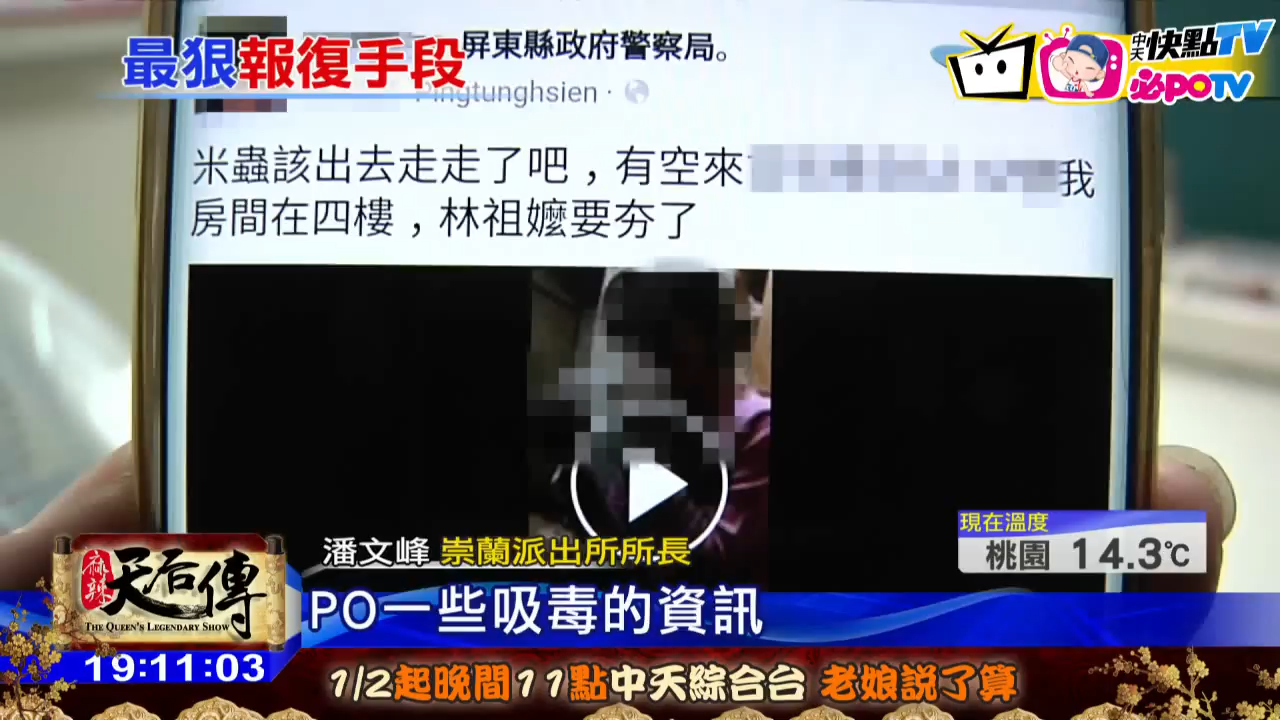 最狠報復手段
屏東縣政府警察局。
Pingtunghsien ·
中天快點TV
必POTV
米蟲該出去走走了吧，有空來 我
房間在四樓，林祖嬤要夯了
現在溫度
桃園 14.3℃
潘文峰 崇蘭派出所所長
PO一些吸毒的資訊
麻辣天后傳
THE QUEEN'S LEGENDARY SHOW
19:11:03
1/2起晚間11點中天綜合台 老娘說了算